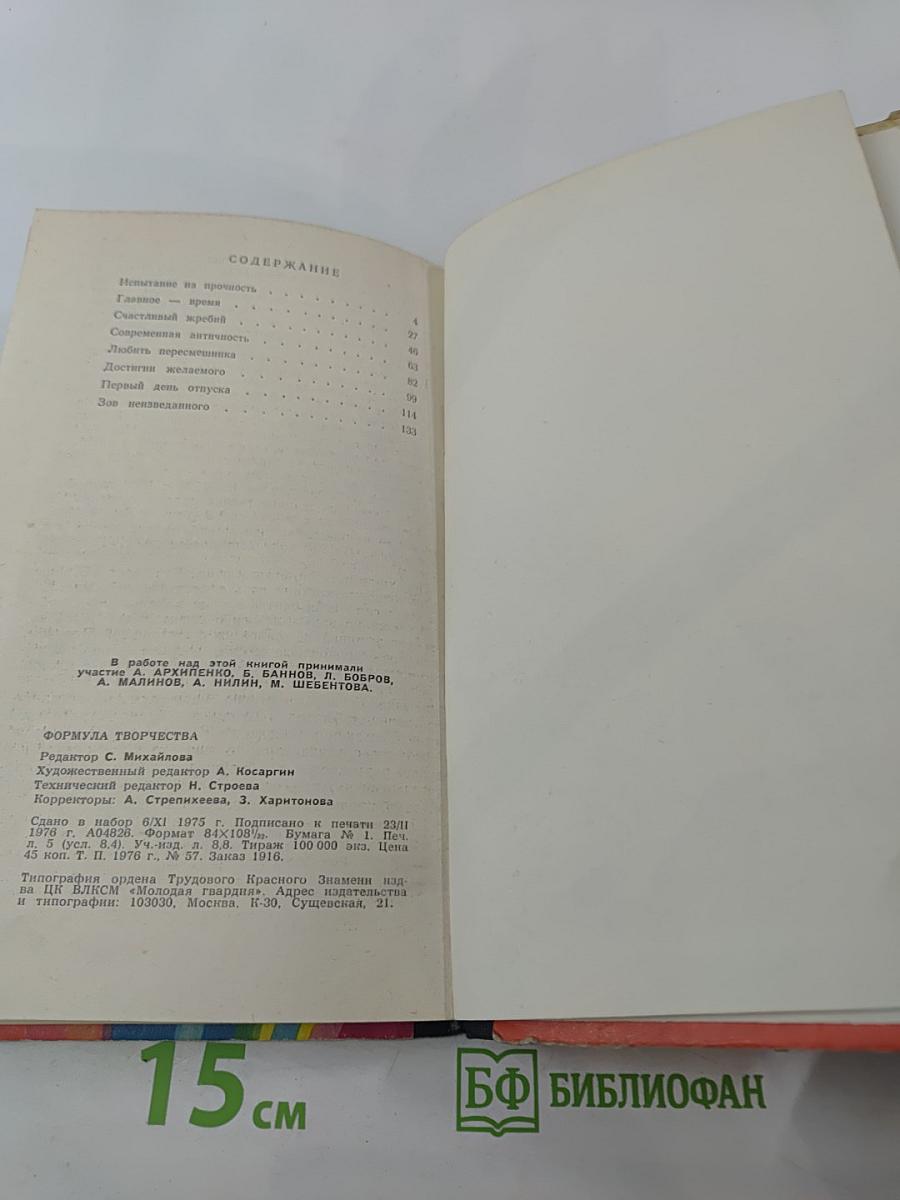 СОДЕРЖАНИЕ
Испытание на прочность . . . . . . . 4
Главное — время . . . . . . . . . . 27
Счастливый жребий . . . . . . . . . 46
Современная античность . . . . . . . 63
Любить пересмешника . . . . . . . . 82
Достигни желаемого . . . . . . . . . 99
Первый день отпуска . . . . . . . . 114
Зов неизведанного . . . . . . . . . 133
В работе над этой книгой принимали
участие А. АРХИПЕНКО, Б. БАННОВ, Л. БОБРОВ,
А. МАЛИНОВ, А. НИЛИН, М. ШЕБЕНТОВА.
ФОРМУЛА ТВОРЧЕСТВА
Редактор С. Михайлова
Художественный редактор А. Косаргин
Технический редактор Н. Строева
Корректоры: А. Стрепихеева, З. Харитонова
Сдано в набор 6/XI 1975 г. Подписано к печати 23/II
1976 г. А04826. Формат 84×108¹/₃₂. Бумага № 1. Печ.
л. 5 (усл. 8,4). Уч.-изд. л. 8,8. Тираж 100 000 экз. Цена
45 коп. Т. П. 1976 г., № 57. Заказ 1916.
Типография ордена Трудового Красного Знамени изд-
ва ЦК ВЛКСМ «Молодая гвардия». Адрес издательства
и типографии: 103030, Москва, К-30, Сущевская, 21.
15 см
БФ БИБЛИОФАН